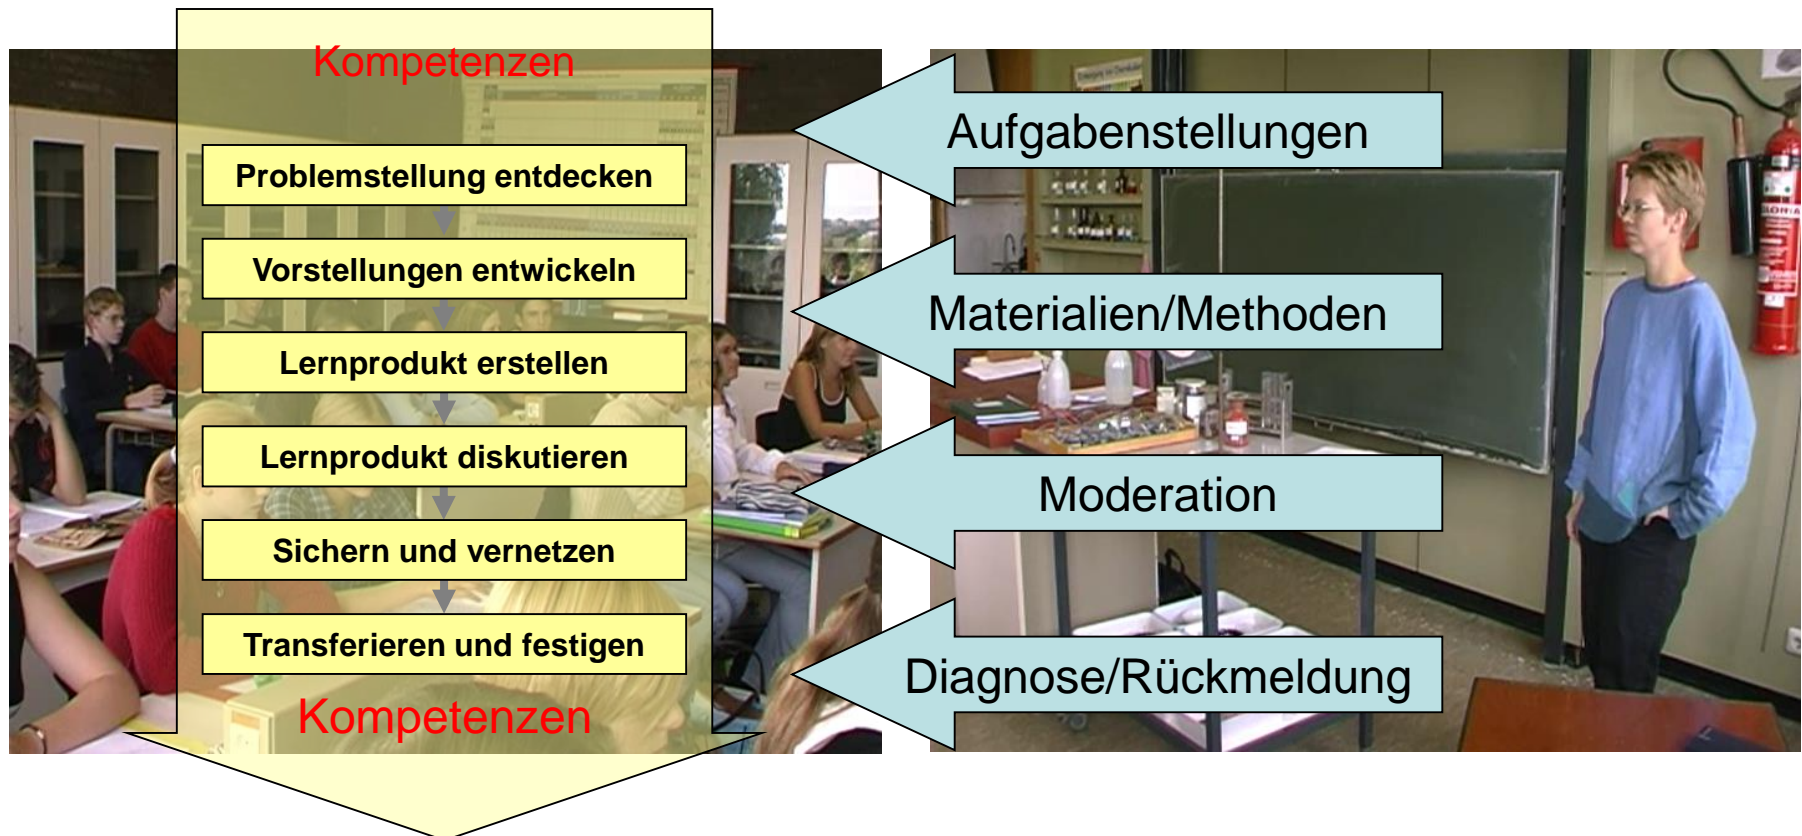 Kompetenzen
Problemstellung entdecken
Vorstellungen entwickeln
Lernprodukt erstellen
Lernprodukt diskutieren
Sichern und vernetzen
Transferieren und festigen
Kompetenzen
Aufgabenstellungen
Materialien/Methoden
Moderation
Diagnose/Rückmeldung
GLORIA